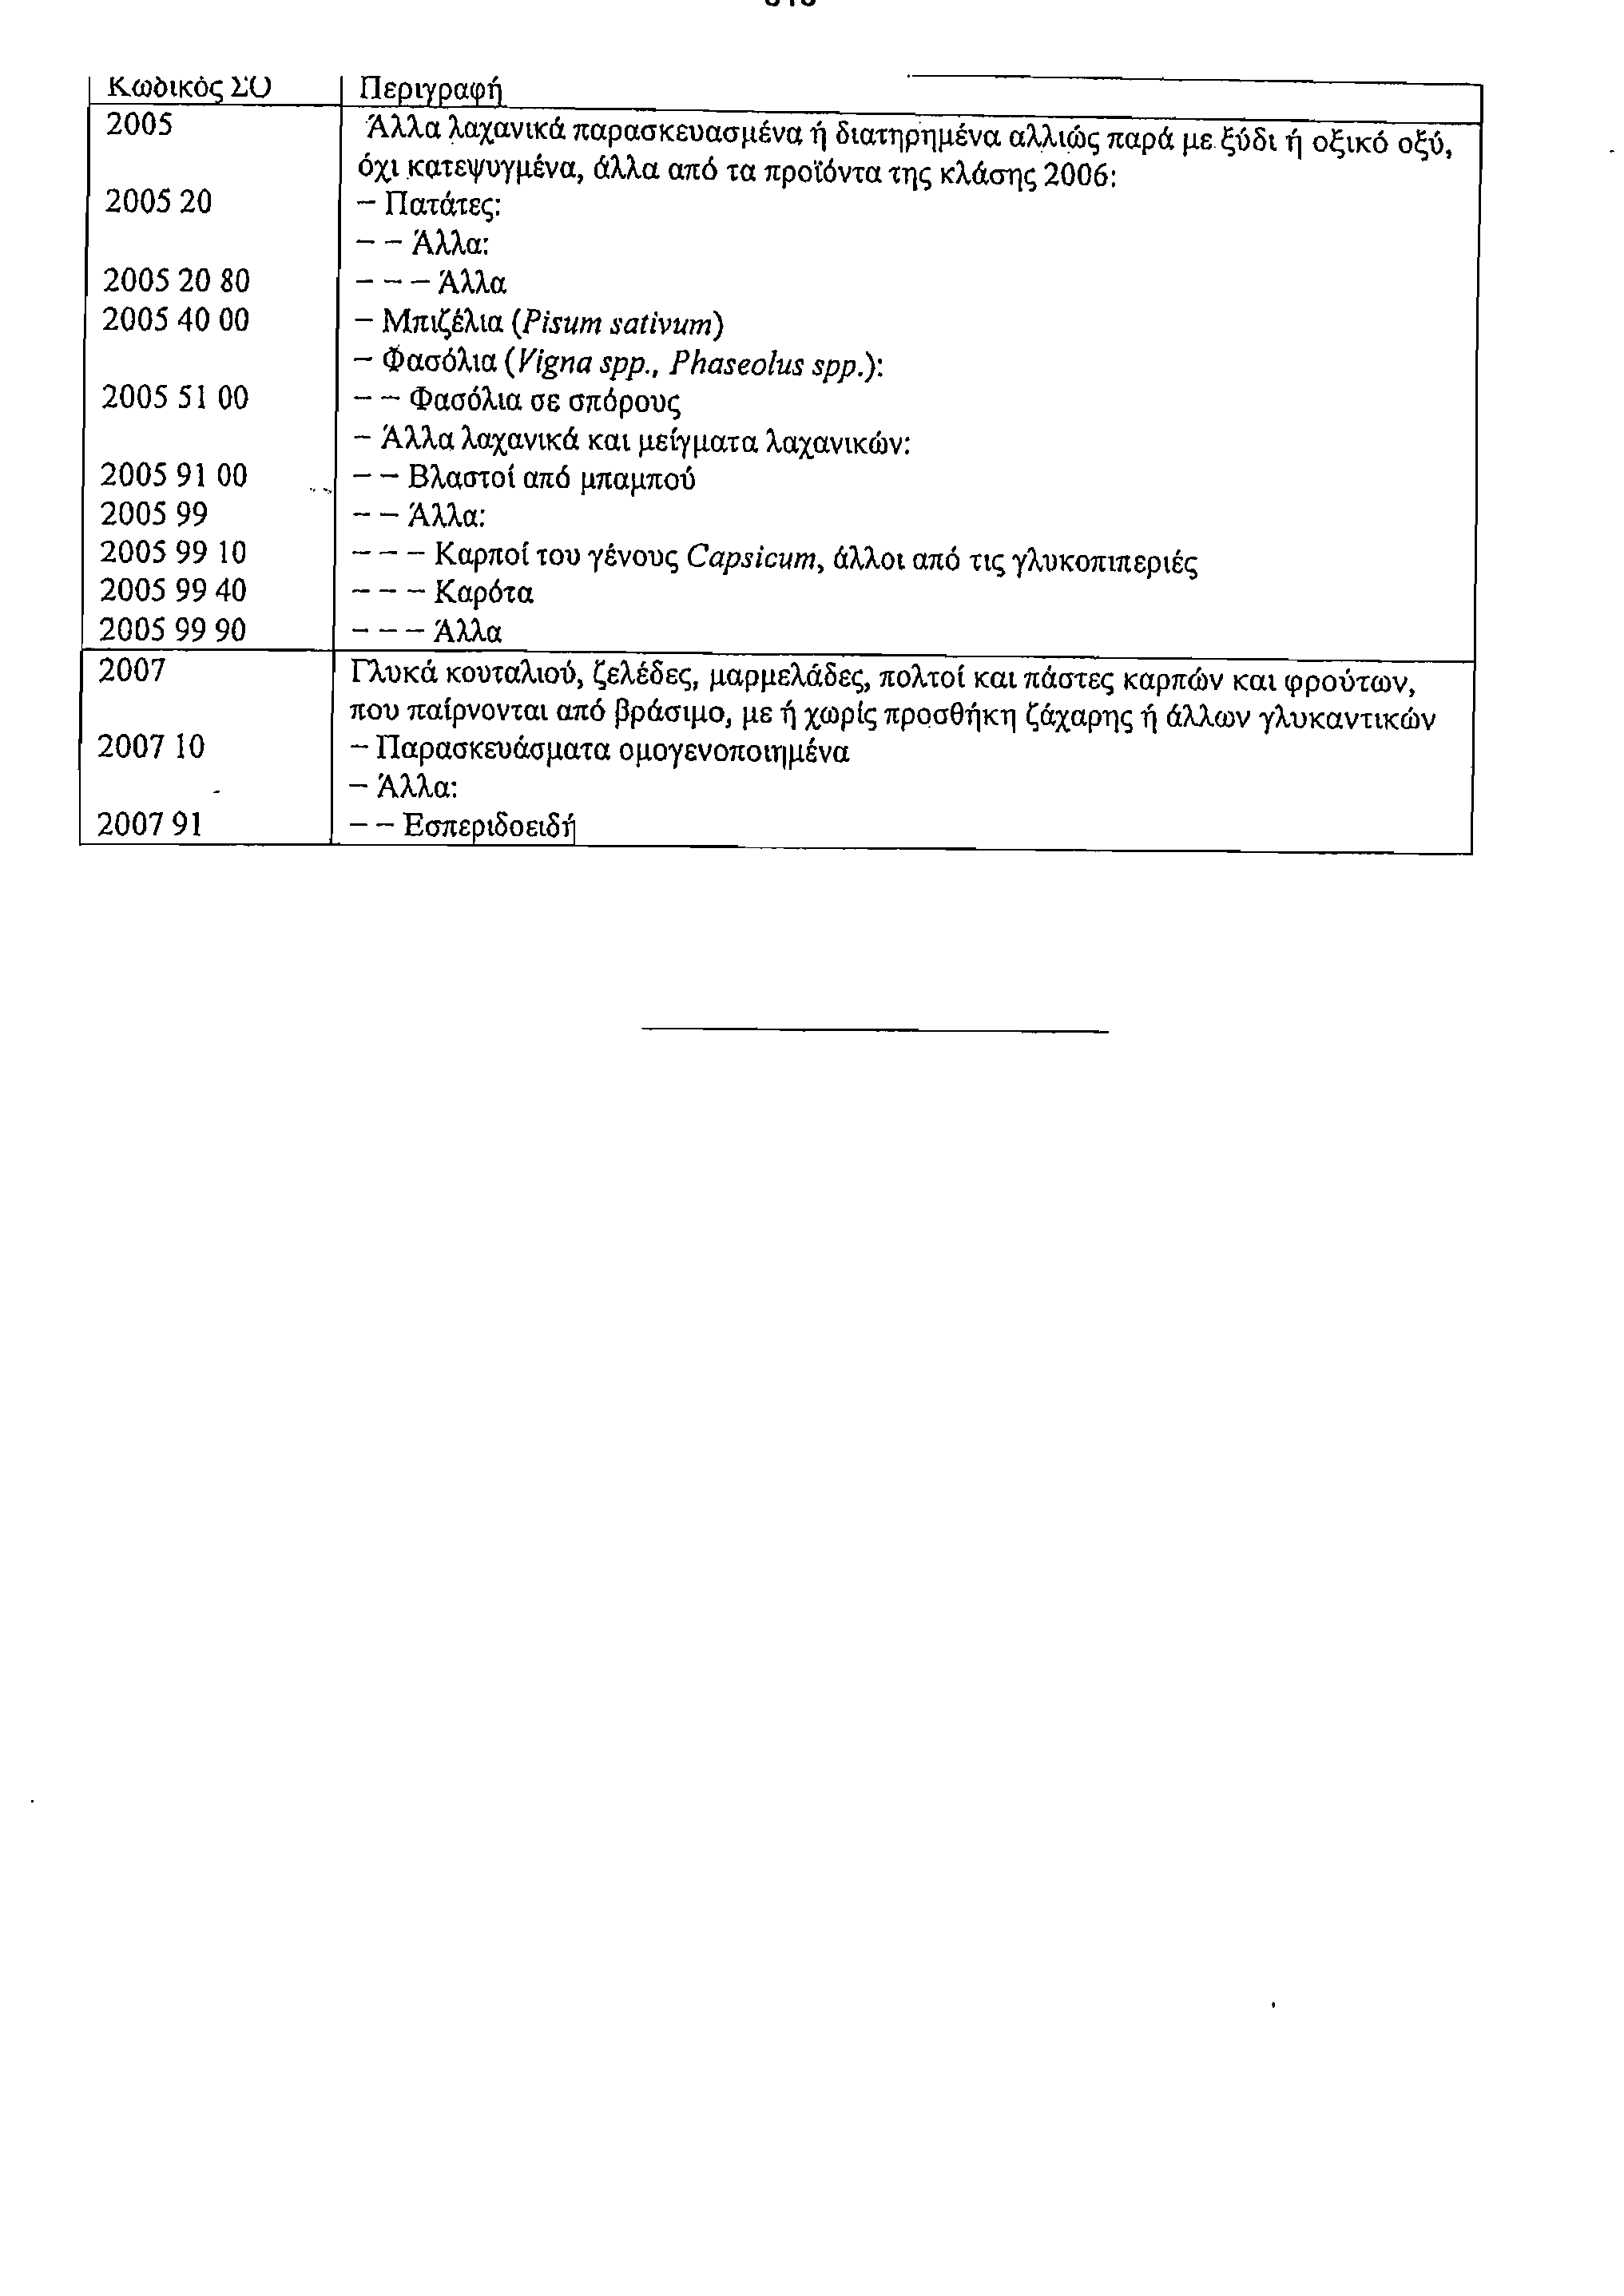 Κωδικός ΣΟ Περιγραφή
2005 Άλλα λαχανικά παρασκευασμένα ή διατηρημένα αλλιώς παρά με ξύδι ή οξικό οξύ,
όχι κατεψυγμένα, άλλα από τα προϊόντα της κλάσης 2006:
2005 20 – Πατάτες:
– – Άλλα:
2005 20 80 – – – Άλλα
2005 40 00 – Μπιζέλια (Pisum sativum)
– Φασόλια (Vigna spp., Phaseolus spp.):
2005 51 00 – – Φασόλια σε σπόρους
– Άλλα λαχανικά και μείγματα λαχανικών:
2005 91 00 – – Βλαστοί από μπαμπού
2005 99 – – Άλλα:
2005 99 10 – – – Καρποί του γένους Capsicum, άλλοι από τις γλυκοπιπεριές
2005 99 40 – – – Καρότα
2005 99 90 – – – Άλλα
2007 Γλυκά κουταλιού, ζελέδες, μαρμελάδες, πολτοί και πάστες καρπών και φρούτων,
που παίρνονται από βράσιμο, με ή χωρίς προσθήκη ζάχαρης ή άλλων γλυκαντικών
2007 10 – Παρασκευάσματα ομογενοποιημένα
– Άλλα:
2007 91 – – Εσπεριδοειδή